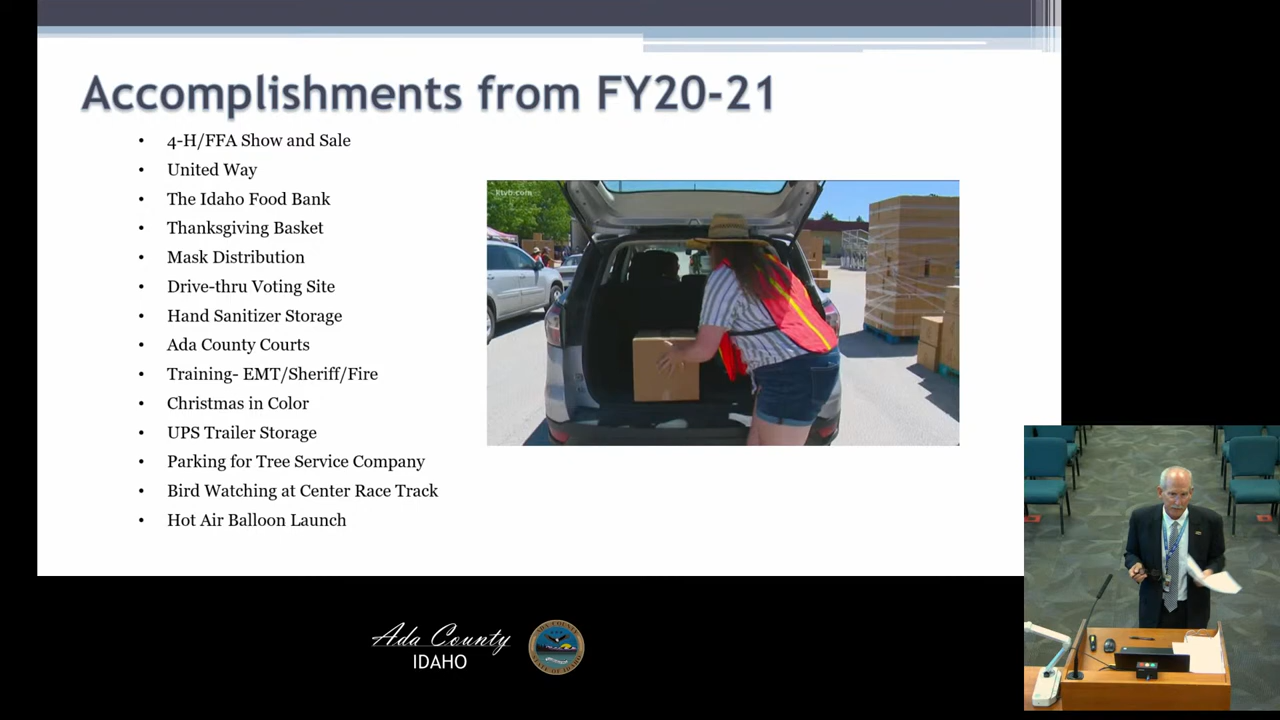 Accomplishments from FY20-21
• 4-H/FFA Show and Sale
• United Way
• The Idaho Food Bank
• Thanksgiving Basket
• Mask Distribution
• Drive-thru Voting Site
• Hand Sanitizer Storage
• Ada County Courts
• Training- EMT/Sheriff/Fire
• Christmas in Color
• UPS Trailer Storage
• Parking for Tree Service Company
• Bird Watching at Center Race Track
• Hot Air Balloon Launch
ktvb.com
Ada County
IDAHO